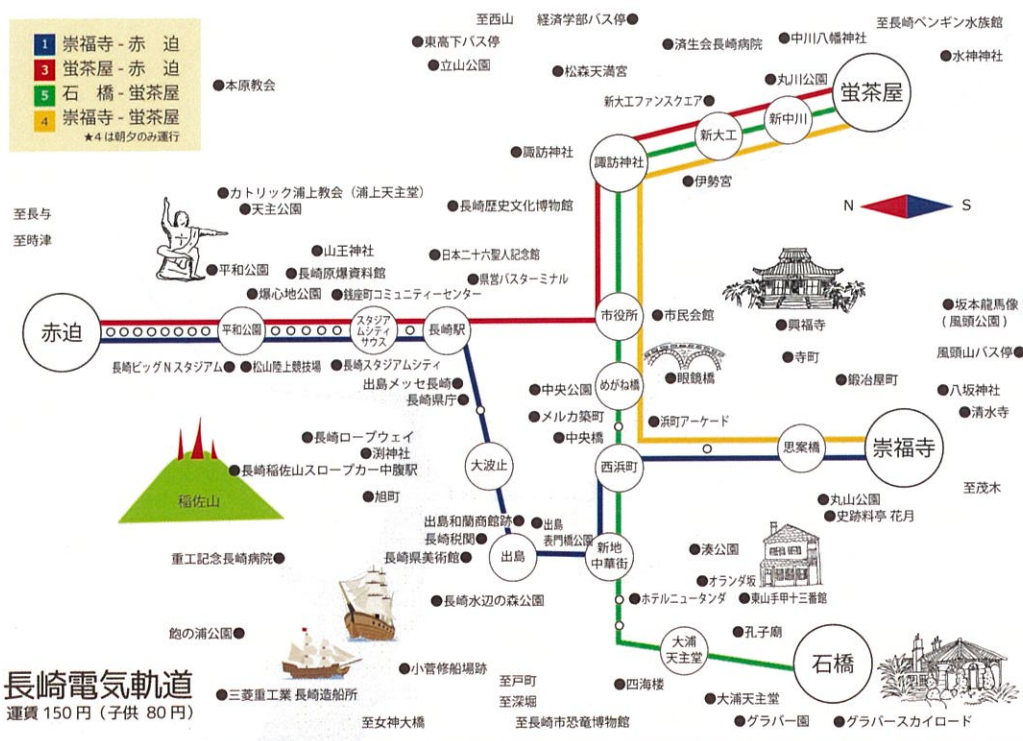 1 崇福寺 - 赤　迫
3 蛍茶屋 - 赤　迫
5 石　橋 - 蛍茶屋
4 崇福寺 - 蛍茶屋
★4は朝夕のみ運行
至西山
経済学部バス停
至長崎ペンギン水族館
東高下バス停
済生会長崎病院
中川八幡神社
水神神社
立山公園
松森天満宮
丸川公園
本原教会
新大工ファンスクエア
蛍茶屋
新中川
新大工
諏訪神社
諏訪神社
伊勢宮
カトリック浦上教会（浦上天主堂）
天主公園
長崎歴史文化博物館
N
S
至長与
至時津
山王神社
日本二十六聖人記念館
平和公園
長崎原爆資料館
県営バスターミナル
爆心地公園
銭座町コミュニティーセンター
赤迫
平和公園
スタジア
ムシティ
サウス
長崎駅
市役所
市民会館
興福寺
坂本龍馬像
(風頭公園)
長崎ビッグNスタジアム
松山陸上競技場
長崎スタジアムシティ
寺町
風頭山バス停
出島メッセ長崎
長崎県庁
中央公園
めがね橋
眼鏡橋
鍛冶屋町
八坂神社
メルカ築町
浜町アーケード
清水寺
長崎ロープウェイ
中央橋
渕神社
大波止
西浜町
思案橋
崇福寺
長崎稲佐山スロープカー中腹駅
稲佐山
旭町
至茂木
丸山公園
史跡料亭 花月
出島和蘭商館跡
出島
表門橋公園
長崎税関
重工記念長崎病院
長崎県美術館
出島
新地
中華街
湊公園
オランダ坂
長崎水辺の森公園
ホテルニュータンダ
東山手甲十三番館
飽の浦公園
大浦
天主堂
孔子廟
石橋
小菅修船場跡
長崎電気軌道
運賃 150 円（子供 80 円）
三菱重工業 長崎造船所
至戸町
至深堀
四海楼
大浦天主堂
至女神大橋
至長崎市恐竜博物館
グラバー園
グラバースカイロード